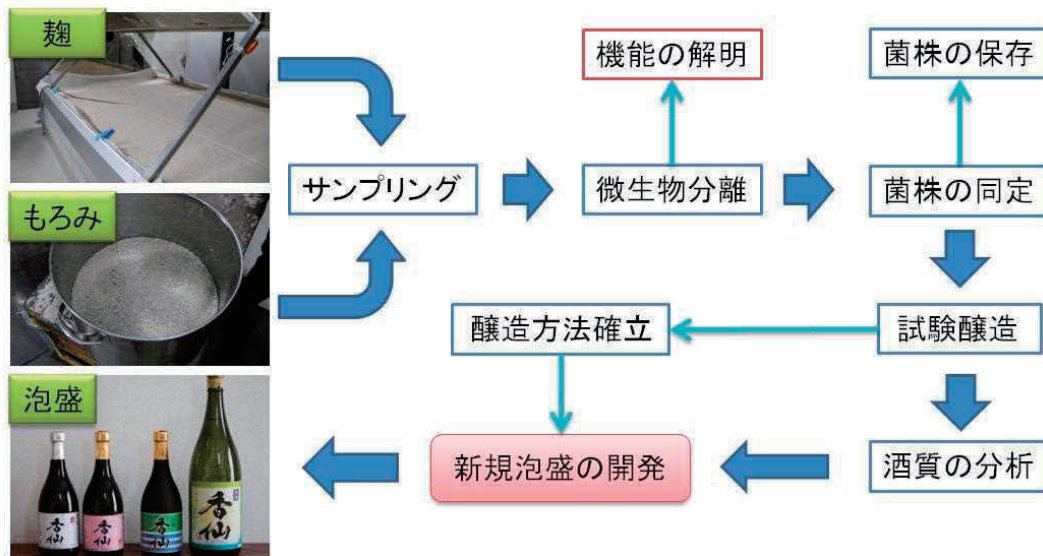 麹
機能の解明
菌株の保存
サンプリング
微生物分離
菌株の同定
もろみ
醸造方法確立
試験醸造
泡盛
新規泡盛の開発
酒質の分析
香仙
香仙
香仙
香仙